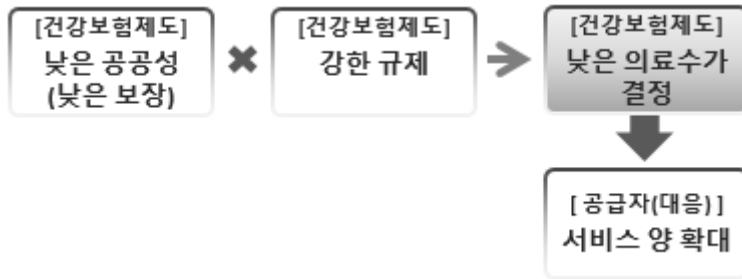 [건강보험제도]
낮은 공공성
(낮은 보장)
[건강보험제도]
강한 규제
[건강보험제도]
낮은 의료수가
결정
[ 공급자(대응) ]
서비스 양 확대